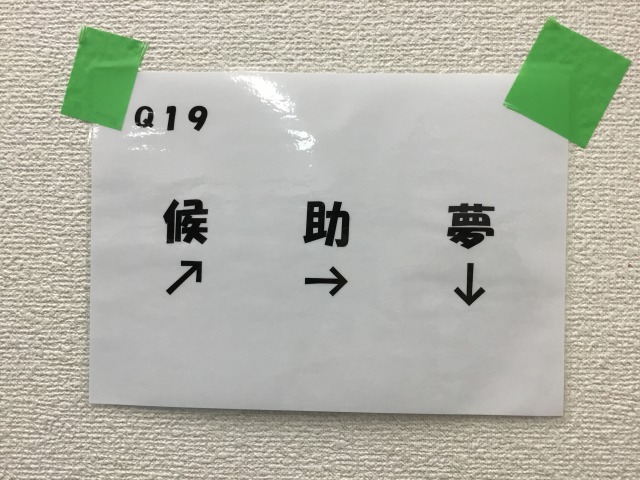 Q19
候 助 夢
↗ → ↓